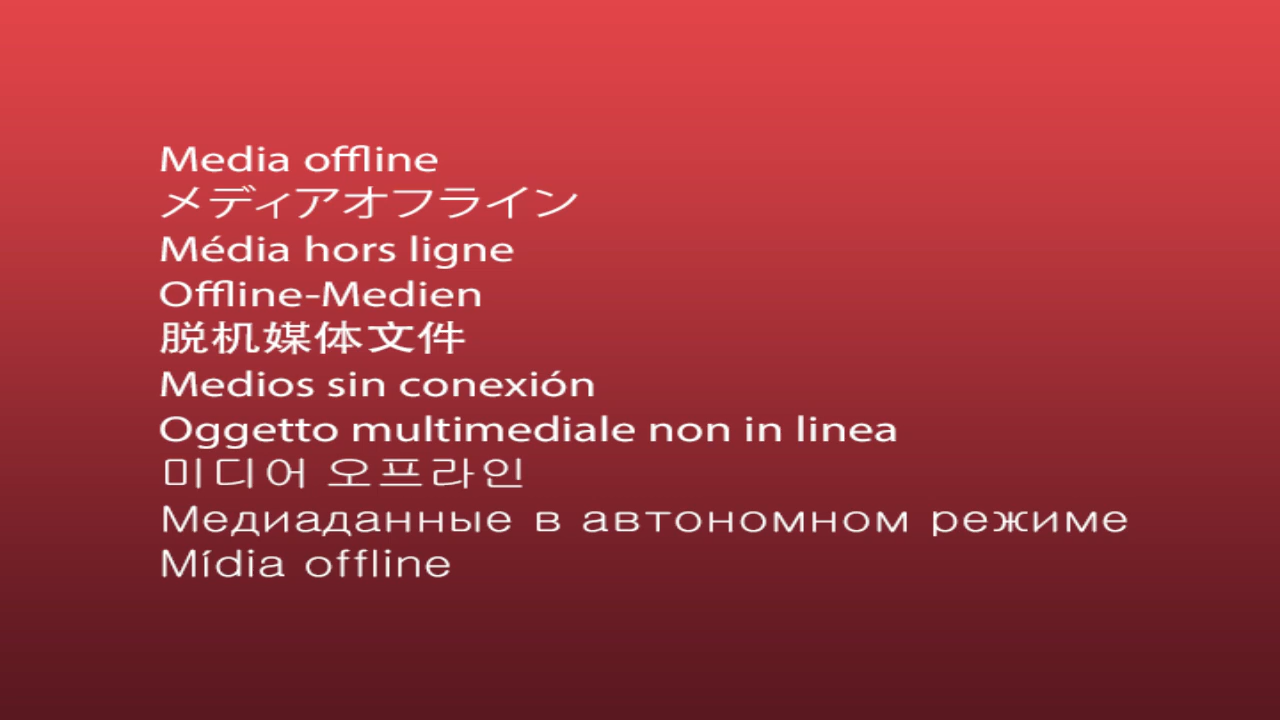 Media offline
メディアオフライン
Média hors ligne
Offline-Medien
脱机媒体文件
Medios sin conexión
Oggetto multimediale non in linea
미디어 오프라인
Медиаданные в автономном режиме
Mídia offline